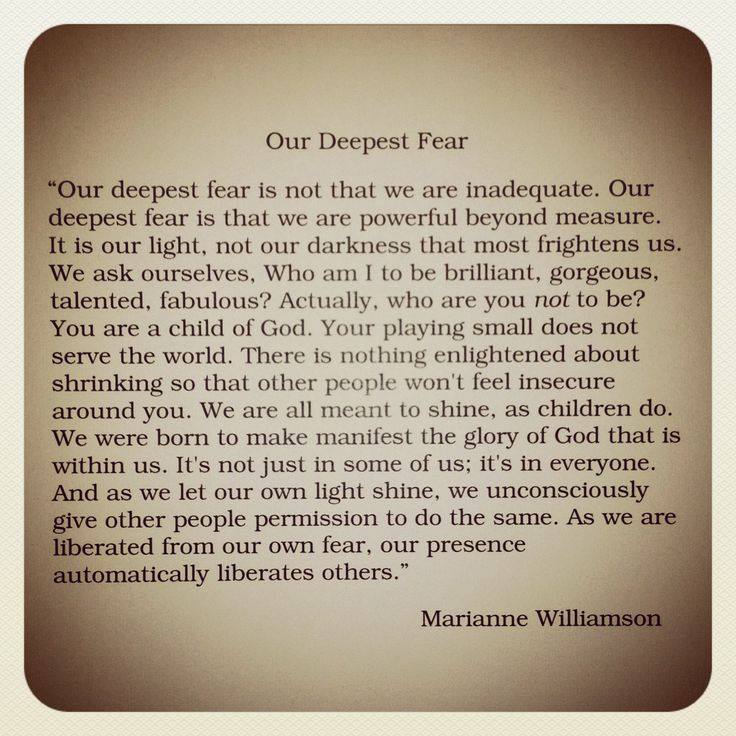 Our Deepest Fear
“Our deepest fear is not that we are inadequate. Our
deepest fear is that we are powerful beyond measure.
It is our light, not our darkness that most frightens us.
We ask ourselves, Who am I to be brilliant, gorgeous,
talented, fabulous? Actually, who are you not to be?
You are a child of God. Your playing small does not
serve the world. There is nothing enlightened about
shrinking so that other people won't feel insecure
around you. We are all meant to shine, as children do.
We were born to make manifest the glory of God that is
within us. It's not just in some of us; it's in everyone.
And as we let our own light shine, we unconsciously
give other people permission to do the same. As we are
liberated from our own fear, our presence
automatically liberates others.”
Marianne Williamson